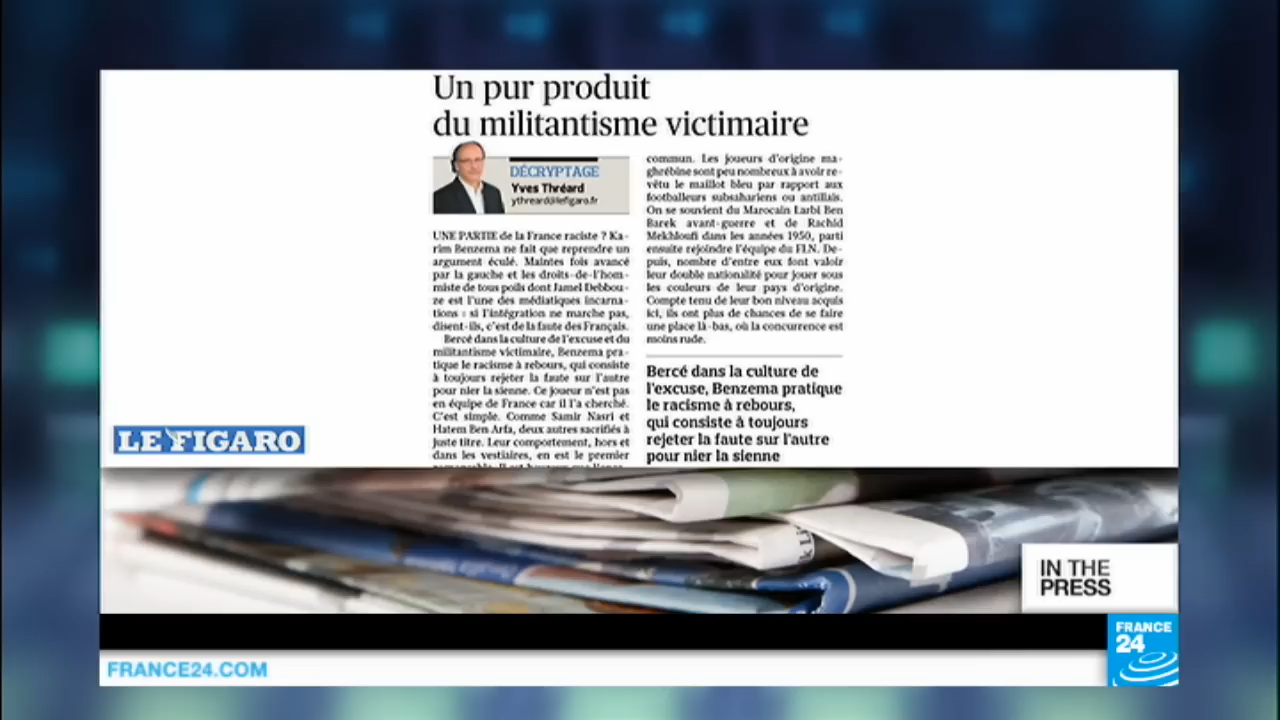 Un pur produit
du militantisme victimaire
DÉCRYPTAGE
Yves Thréard
ythreard@lefigaro.fr
UNE PARTIE de la France raciste ? Ka-
rim Benzema ne fait que reprendre un
argument éculé. Maintes fois avancé
par la gauche et les droits-de-l'hom-
miste de tous poils dont Jamel Debbou-
ze est l'une des médiatiques incarna-
tions : si l'intégration ne marche pas,
disent-ils, c'est de la faute des Français.
Bercé dans la culture de l'excuse et du
militantisme victimaire, Benzema pra-
tique le racisme à rebours, qui consiste
à toujours rejeter la faute sur l'autre
pour nier la sienne. Ce joueur n'est pas
en équipe de France car il l'a cherché.
C'est simple. Comme Samir Nasri et
Hatem Ben Arfa, deux autres sacrifiés à
juste titre. Leur comportement, hors et
dans les vestiaires, en est le premier
commun. Les joueurs d'origine ma-
ghrébine sont peu nombreux à avoir re-
vêtu le maillot bleu par rapport aux
footballeurs subsahariens ou antillais.
On se souvient du Marocain Larbi Ben
Barek avant-guerre et de Rachid
Mekhloufi dans les années 1950, parti
ensuite rejoindre l'équipe du FLN. De-
puis, nombre d'entre eux font valoir
leur double nationalité pour jouer sous
les couleurs de leur pays d'origine.
Compte tenu de leur bon niveau acquis
ici, ils ont plus de chances de se faire
une place là-bas, où la concurrence est
moins rude.
Bercé dans la culture de
l'excuse, Benzema pratique
le racisme à rebours,
qui consiste à toujours
rejeter la faute sur l'autre
pour nier la sienne
LE FIGARO
IN THE
PRESS
FRANCE
24
FRANCE24.COM